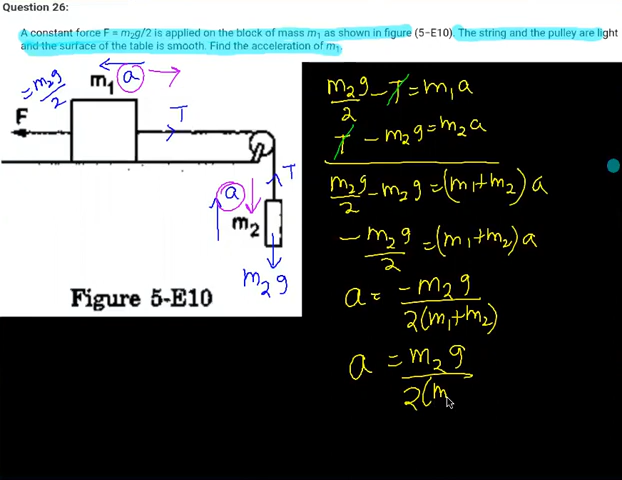 Question 26:
A constant force F = m₂g/2 is applied on the block of mass m₁ as shown in figure (5-E10). The string and the pulley are light
and the surface of the table is smooth. Find the acceleration of m₁.
= m₂g/2
m₁
a
F
T
T
a
m₂
m₂g
Figure 5-E10
m₂g/2 - T = m₁a
T - m₂g = m₂a
m₂g/2 - m₂g = (m₁+m₂)a
- m₂g/2 = (m₁+m₂)a
a = -m₂g/2(m₁+m₂)
a = m₂g/2(m